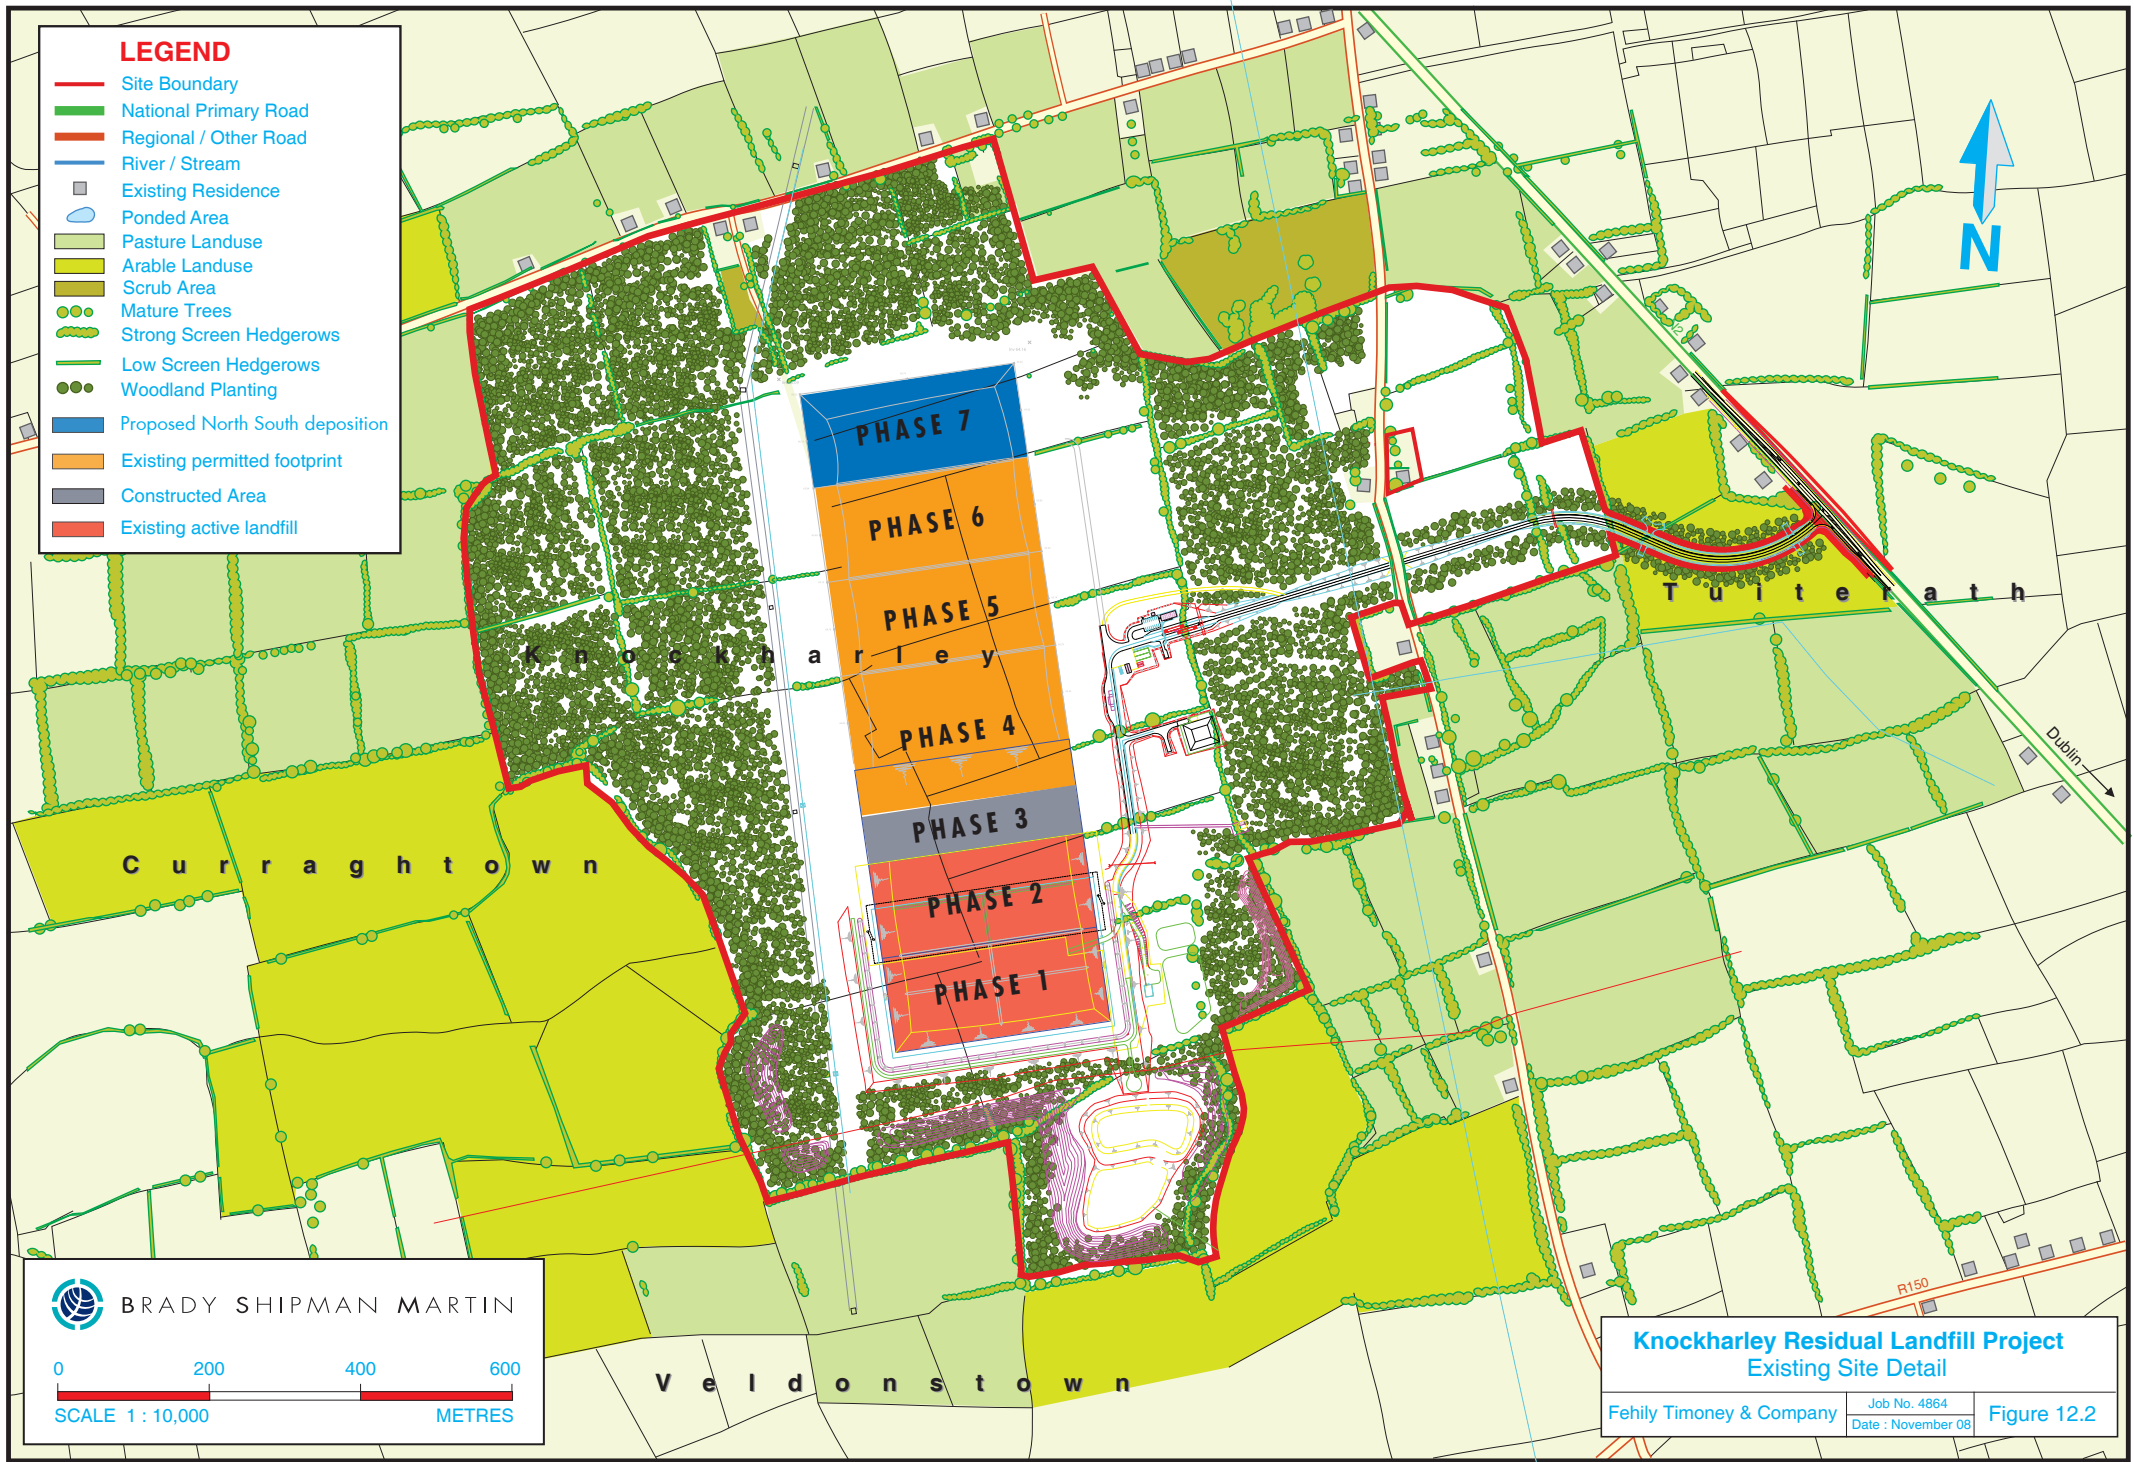 LEGEND
Site Boundary
National Primary Road
Regional / Other Road
River / Stream
Existing Residence
Ponded Area
Pasture Landuse
Arable Landuse
Scrub Area
Mature Trees
Strong Screen Hedgerows
Low Screen Hedgerows
Woodland Planting
Proposed North South deposition
Existing permitted footprint
Constructed Area
Existing active landfill
N
PHASE 7
PHASE 6
PHASE 5
PHASE 4
PHASE 3
PHASE 2
PHASE 1
Knockharley
Tuiterath
Curraghtown
Veldonstown
Dublin
R150
BRADY SHIPMAN MARTIN
0 200 400 600
SCALE 1 : 10,000 METRES
Knockharley Residual Landfill Project
Existing Site Detail
Fehily Timoney & Company
Job No. 4864
Date : November 08
Figure 12.2